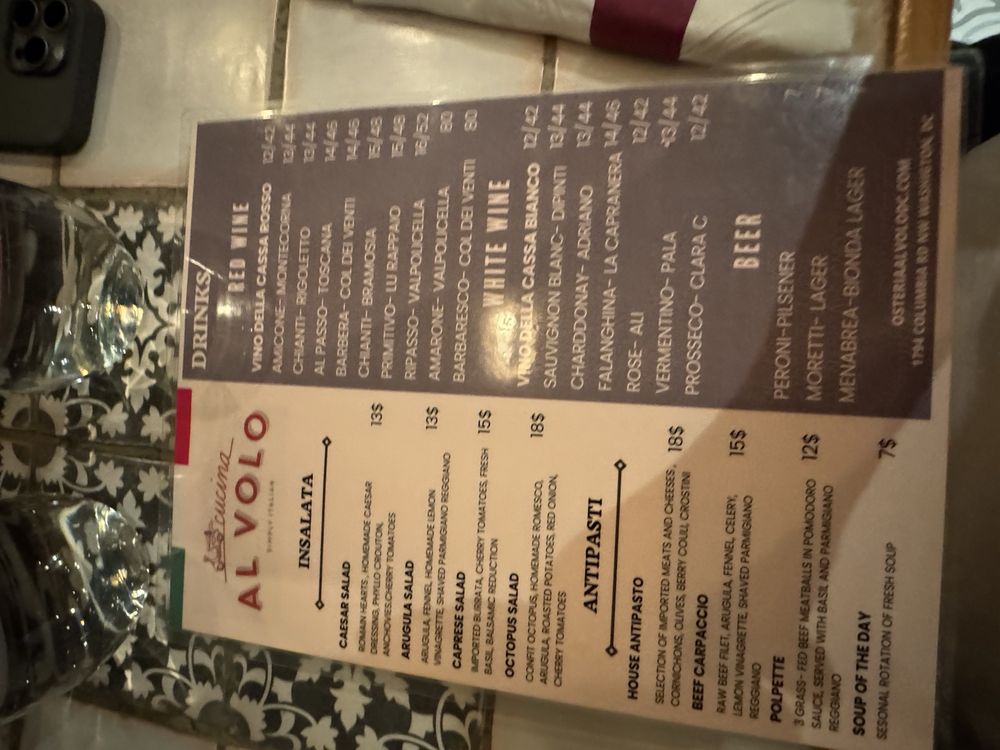 cucina
AL VOLO
SIMPLY ITALIAN
INSALATA
CAESAR SALAD 13$
ROMAIN HEARTS, HOMEMADE CAESAR
DRESSING, PHYLLO CROUTON,
ANCHOVIES,CHERRY TOMATOES
ARUGULA SALAD 13$
ARUGULA, FENNEL, HOMEMADE LEMON
VINAGRETTE, SHAVED PARMIGIANO REGGIANO
CAPRESE SALAD 15$
IMPORTED BURRATA, CHERRY TOMATOES, FRESH
BASIL BALSAMIC REDUCTION
OCTOPUS SALAD 18$
CONFIT OCTOPUS, HOMEMADE ROMESCO,
ARUGULA, ROASTED POTATOES, RED ONION,
CHERRY TOMATOES
ANTIPASTI
HOUSE ANTIPASTO 18$
SELECTION OF IMPORTED MEATS AND CHEESES,
CORNICHONS, OLIVES, BERRY COULI, CROSTINI
BEEF CARPACCIO 15$
RAW BEEF FILET, ARUGULA, FENNEL, CELERY,
LEMON VINAGRETTE, SHAVED PARMIGIANO
REGGIANO
POLPETTE 12$
3 GRASS- FED BEEF MEATBALLS IN POMODORO
SAUCE, SERVED WITH BASIL AND PARMIGIANO
REGGIANO
SOUP OF THE DAY 7$
SESONAL ROTATION OF FRESH SOUP
DRINKS/
RED WINE
VINO DELLA CASSA ROSSO 12/42
AMICONE- MONTECORINA 13/44
CHIANTI- RIGOLETTO 13/44
AL PASSO- TOSCANA 14/46
BARBERA- COL DEI VENTI 14/46
CHIANTI- BRAMOSIA 15/48
PRIMITIVO- LU RAPPAIO 15/48
RIPASSO- VALPOLICELLA 16/52
AMARONE- VALPOLICELLA 80
BARBARESCO- COL DEI VENTI 80
WHITE WINE
VINO DELLA CASSA BIANCO 12/42
SAUVIGNON BLANC- DIPINTI 13/44
CHARDONAY- ADRIANO 13/44
FALANGHINA- LA CAPRANERA 14/46
ROSE- ALI 12/42
VERMENTINO- PALA 13/44
PROSSECO- CLARA C 12/42
BEER
PERONI-PILSENER
MORETTI- LAGER
MENABREA-BIONDA LAGER
OSTERIAALVOLODC.COM
1790 COLUMBIA RD NW, WASHINGTON, DC